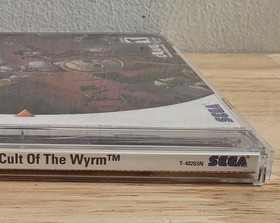 SEGA
Cult Of The Wyrm™
T-40203N SEGA